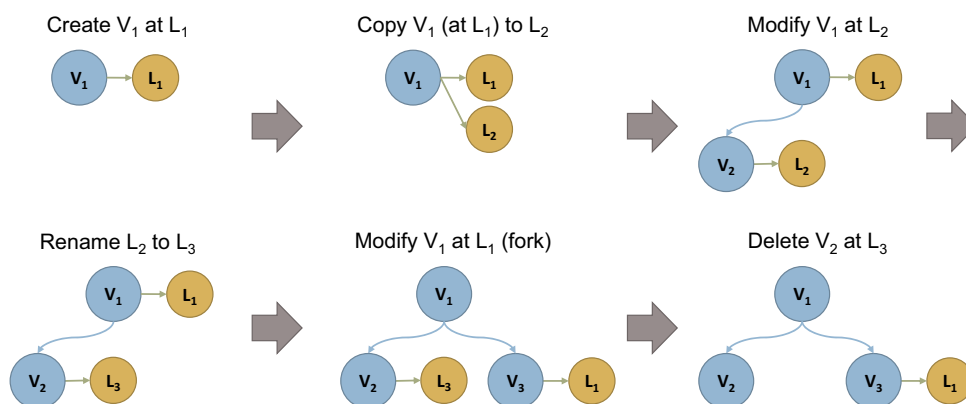 Create V₁ at L₁
Copy V₁ (at L₁) to L₂
Modify V₁ at L₂
V₁ L₁
V₁ L₁
L₂
V₁ L₁
V₂ L₂
Rename L₂ to L₃
Modify V₁ at L₁ (fork)
Delete V₂ at L₃
V₁ L₁
V₂ L₃
V₁
V₂ L₃ V₃ L₁
V₁
V₂ V₃ L₁